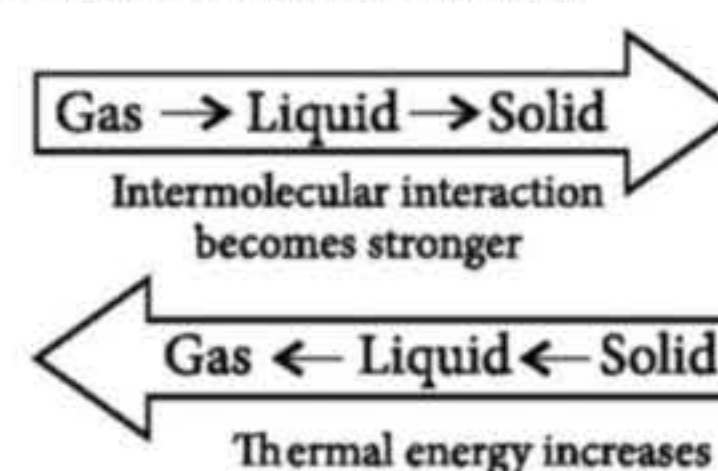 Gas → Liquid → Solid
Intermolecular interaction
becomes stronger
Gas ← Liquid ← Solid
Thermal energy increases